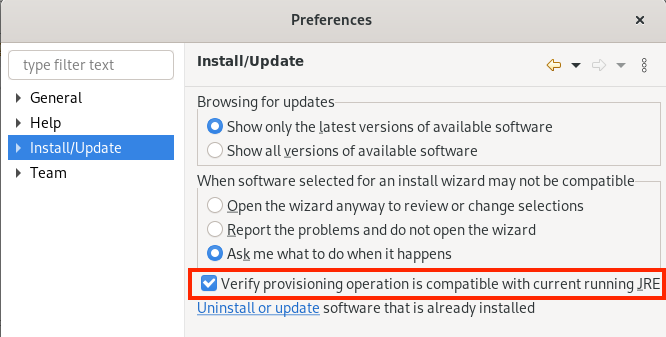 Preferences
type filter text
General
Help
Install/Update
Team
Install/Update
Browsing for updates
Show only the latest versions of available software
Show all versions of available software
When software selected for an install wizard may not be compatible
Open the wizard anyway to review or change selections
Report the problems and do not open the wizard
Ask me what to do when it happens
Verify provisioning operation is compatible with current running JRE
Uninstall or update software that is already installed